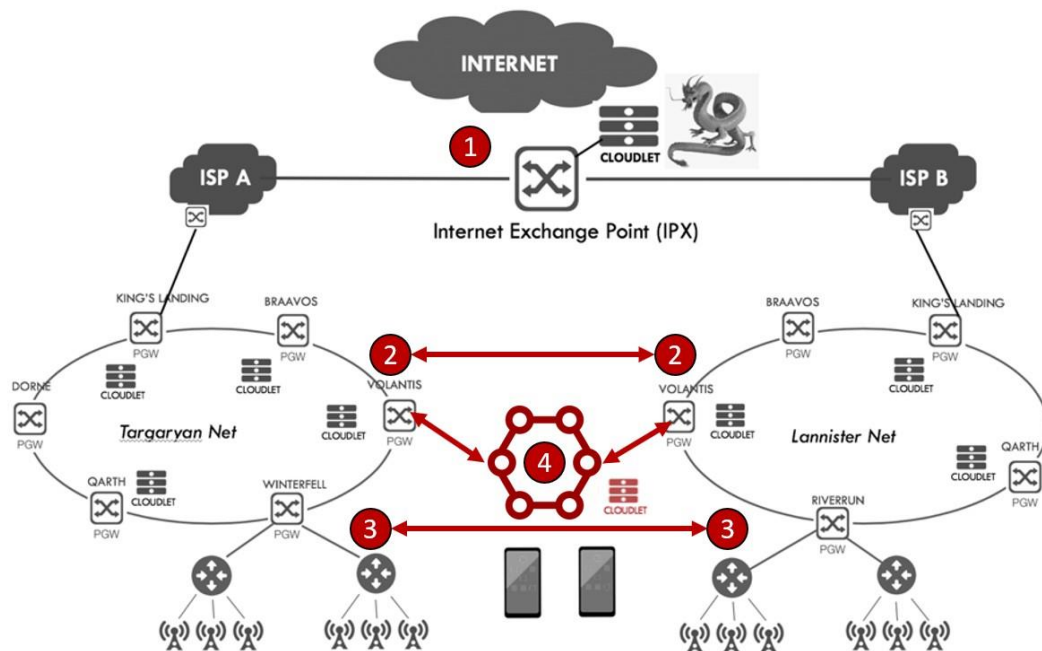 INTERNET
1
CLOUDLET
ISP A
ISP B
Internet Exchange Point (IPX)
KING'S LANDING
PGW
BRAAVOS
PGW
BRAAVOS
PGW
KING'S LANDING
PGW
2
2
CLOUDLET
CLOUDLET
CLOUDLET
DORNE
PGW
VOLANTIS
PGW
CLOUDLET
VOLANTIS
PGW
CLOUDLET
Targaryan Net
4
Lannister Net
QARTH
PGW
CLOUDLET
WINTERFELL
PGW
CLOUDLET
RIVERRUN
PGW
CLOUDLET
QARTH
PGW
3
3